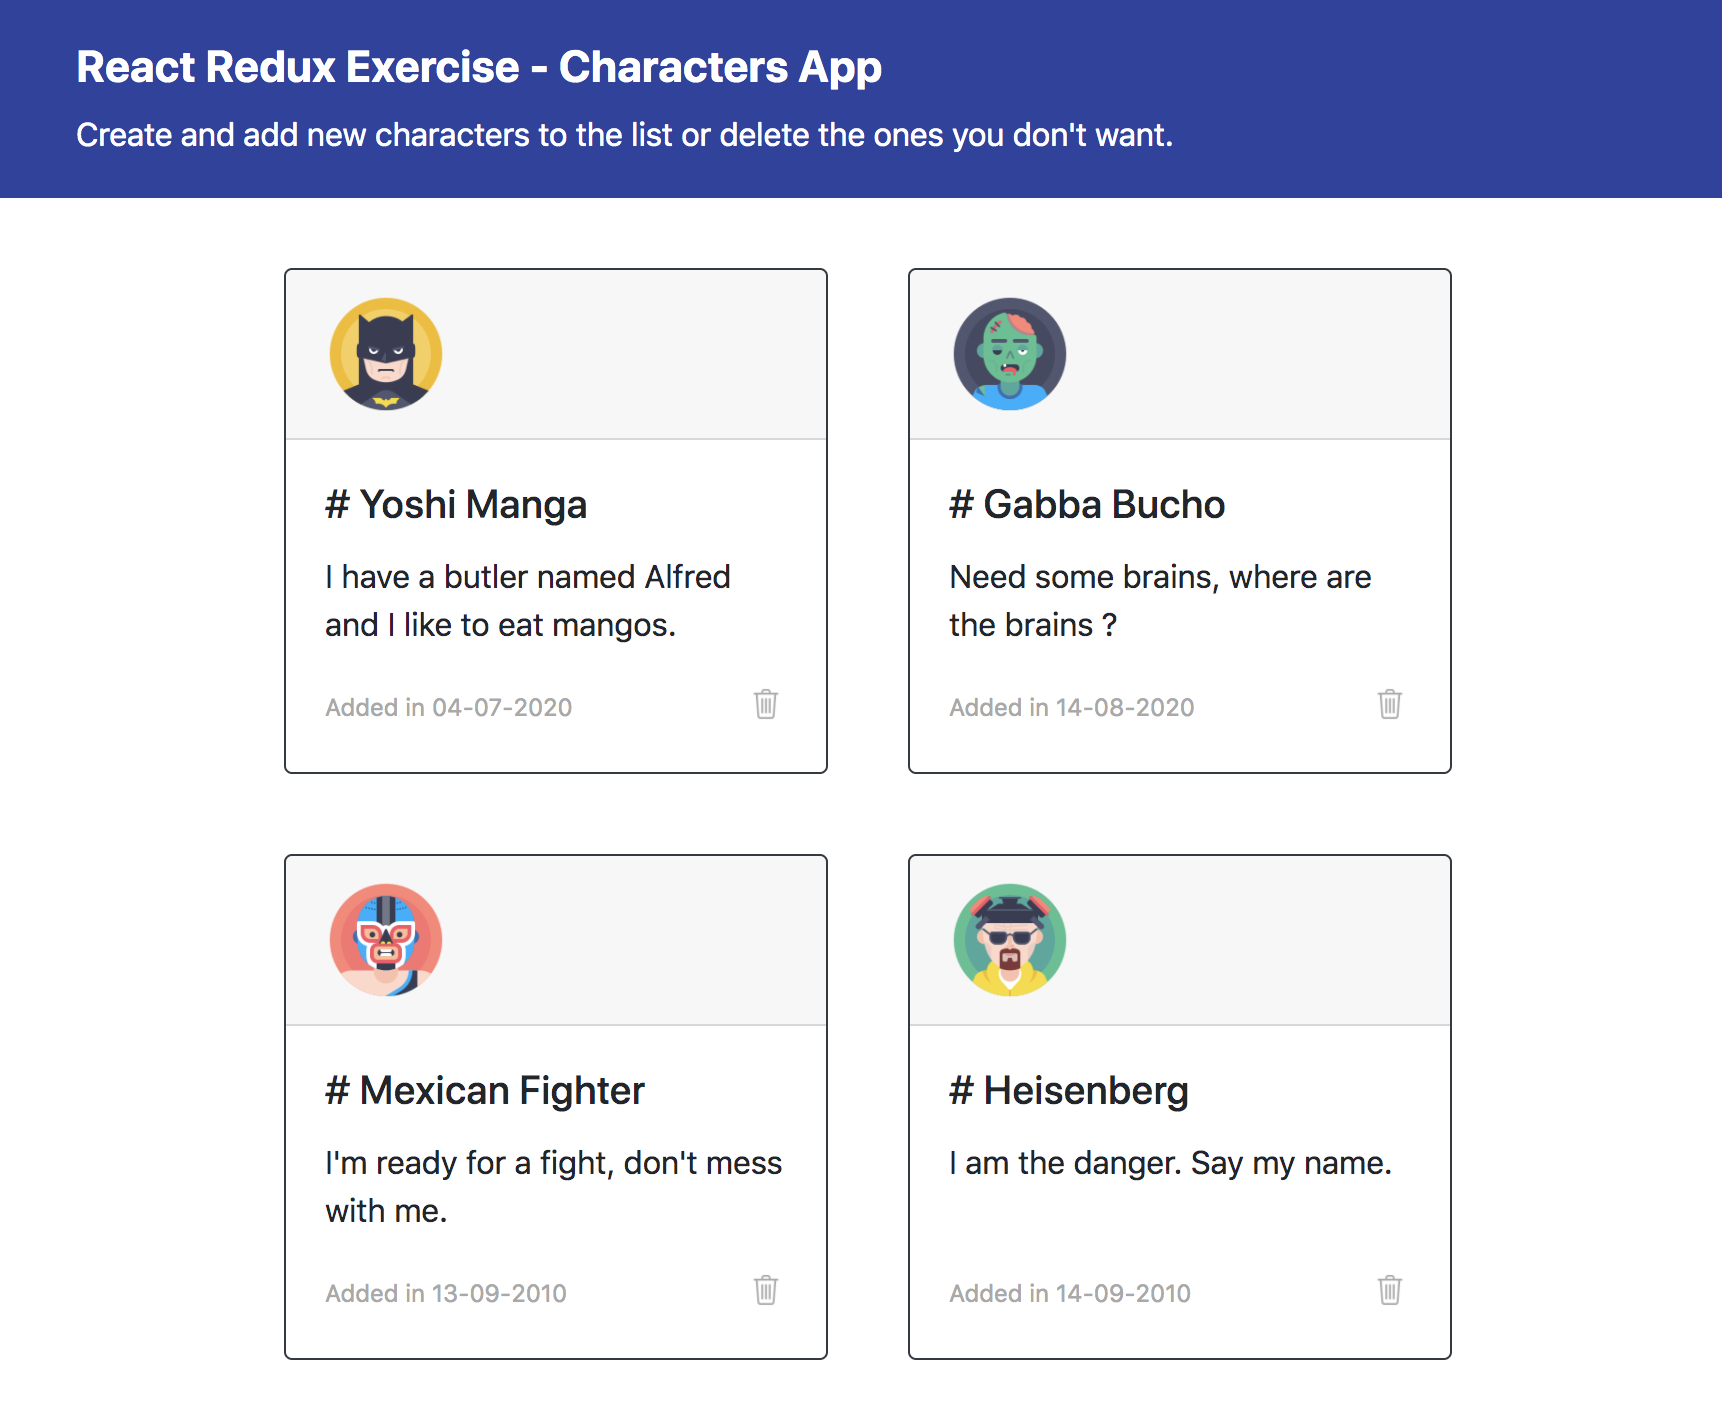 React Redux Exercise - Characters App
Create and add new characters to the list or delete the ones you don't want.
# Yoshi Manga
I have a butler named Alfred
and I like to eat mangos.
Added in 04-07-2020
# Gabba Bucho
Need some brains, where are
the brains ?
Added in 14-08-2020
# Mexican Fighter
I'm ready for a fight, don't mess
with me.
Added in 13-09-2010
# Heisenberg
I am the danger. Say my name.
Added in 14-09-2010